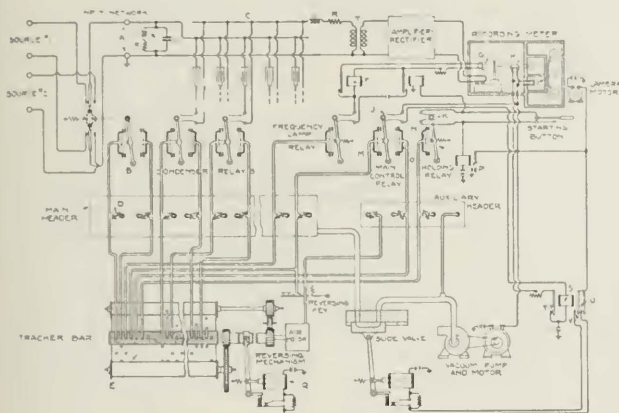 NETWORK
C
SOURCE #1
A
R
T
AMPLIFIER-
RECTIFIER
RECORDING METER
G
H
F
CAMERA
MOTOR
SOURCE #2
J
K
STARTING
BUTTON
FREQUENCY
LAMP
RELAY
B
CONDENSER
RELAYS
M
MAIN
CONTROL
RELAY
O
N
HOLDING
RELAY
P
MAIN
HEADER
D
AUXILIARY
HEADER
REVERSING
KEY
S
U
TRACKER BAR
SLIDE VALVE
REVERSING
MECHANISM
VACUUM PUMP
AND MOTOR
E
Q